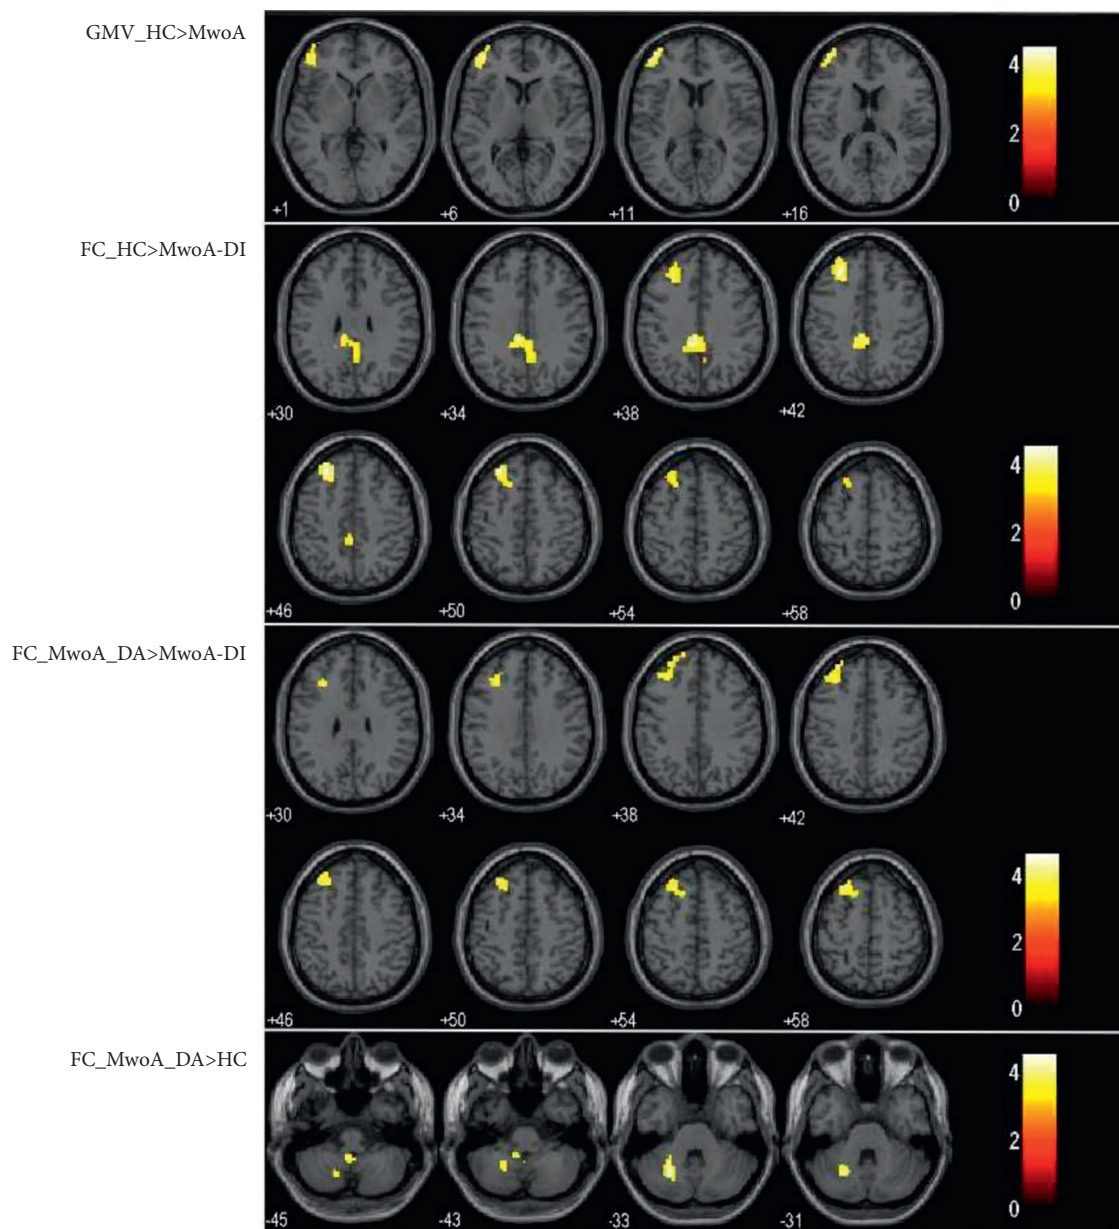 GMV_HC>MwoA
4
2
0
+1 +6 +11 +16
FC_HC>MwoA-DI
+30 +34 +38 +42
4
2
0
+46 +50 +54 +58
FC_MwoA_DA>MwoA-DI
+30 +34 +38 +42
4
2
0
+46 +50 +54 +58
FC_MwoA_DA>HC
4
2
0
-45 -43 -33 -31